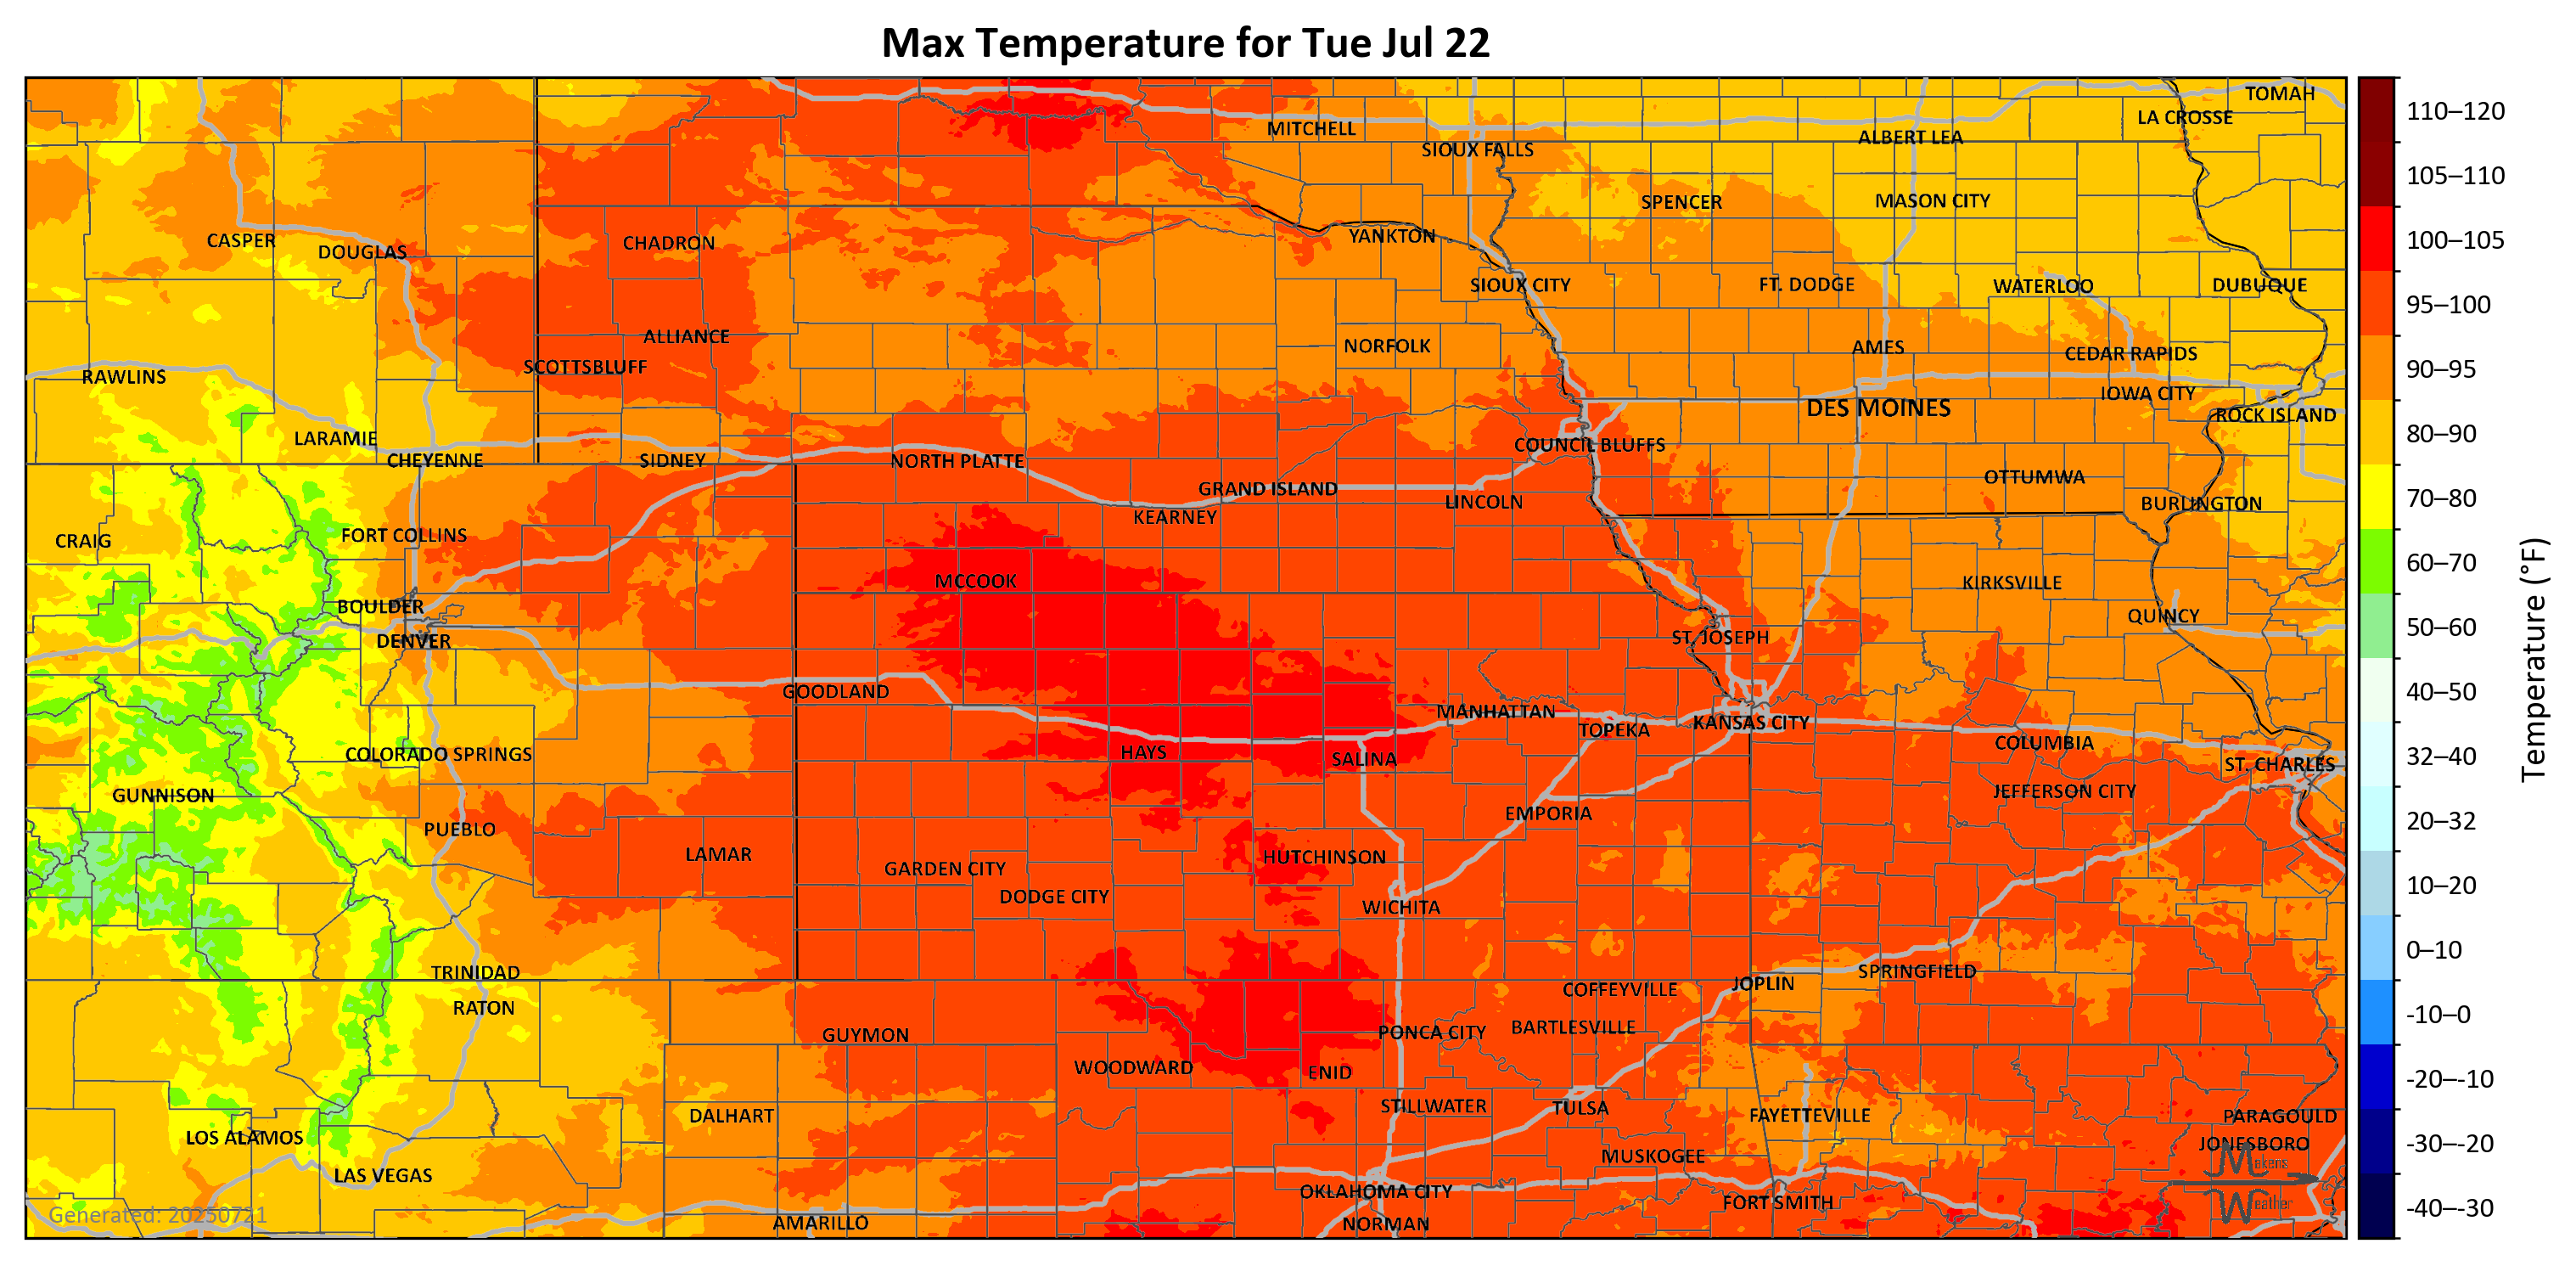 Max Temperature for Tue Jul 22
TOMAH
LA CROSSE
MITCHELL
ALBERT LEA
SIOUX FALLS
SPENCER
MASON CITY
CASPER
DOUGLAS
CHADRON
YANKTON
SIOUX CITY
FT. DODGE
WATERLOO
DUBUQUE
ALLIANCE
NORFOLK
AMES
CEDAR RAPIDS
SCOTTSBLUFF
RAWLINS
IOWA CITY
DES MOINES
ROCK ISLAND
LARAMIE
CHEYENNE
SIDNEY
NORTH PLATTE
COUNCIL BLUFFS
GRAND ISLAND
LINCOLN
OTTUMWA
BURLINGTON
KEARNEY
CRAIG
FORT COLLINS
MCCOOK
KIRKSVILLE
BOULDER
QUINCY
DENVER
ST. JOSEPH
GOODLAND
MANHATTAN
TOPEKA
KANSAS CITY
COLUMBIA
COLORADO SPRINGS
HAYS
SALINA
ST. CHARLES
GUNNISON
JEFFERSON CITY
EMPORIA
PUEBLO
LAMAR
GARDEN CITY
HUTCHINSON
DODGE CITY
WICHITA
TRINIDAD
SPRINGFIELD
JOPLIN
COFFEYVILLE
RATON
GUYMON
PONCA CITY
BARTLESVILLE
WOODWARD
ENID
DALHART
STILLWATER
TULSA
FAYETTEVILLE
PARAGOULD
LOS ALAMOS
JONESBORO
MUSKOGEE
LAS VEGAS
OKLAHOMA CITY
FORT SMITH
AMARILLO
NORMAN
Makens
Weather
Generated: 20250721
110–120
105–110
100–105
95–100
90–95
80–90
70–80
60–70
50–60
40–50
32–40
20–32
10–20
0–10
-10–0
-20–-10
-30–-20
-40–-30
Temperature (°F)